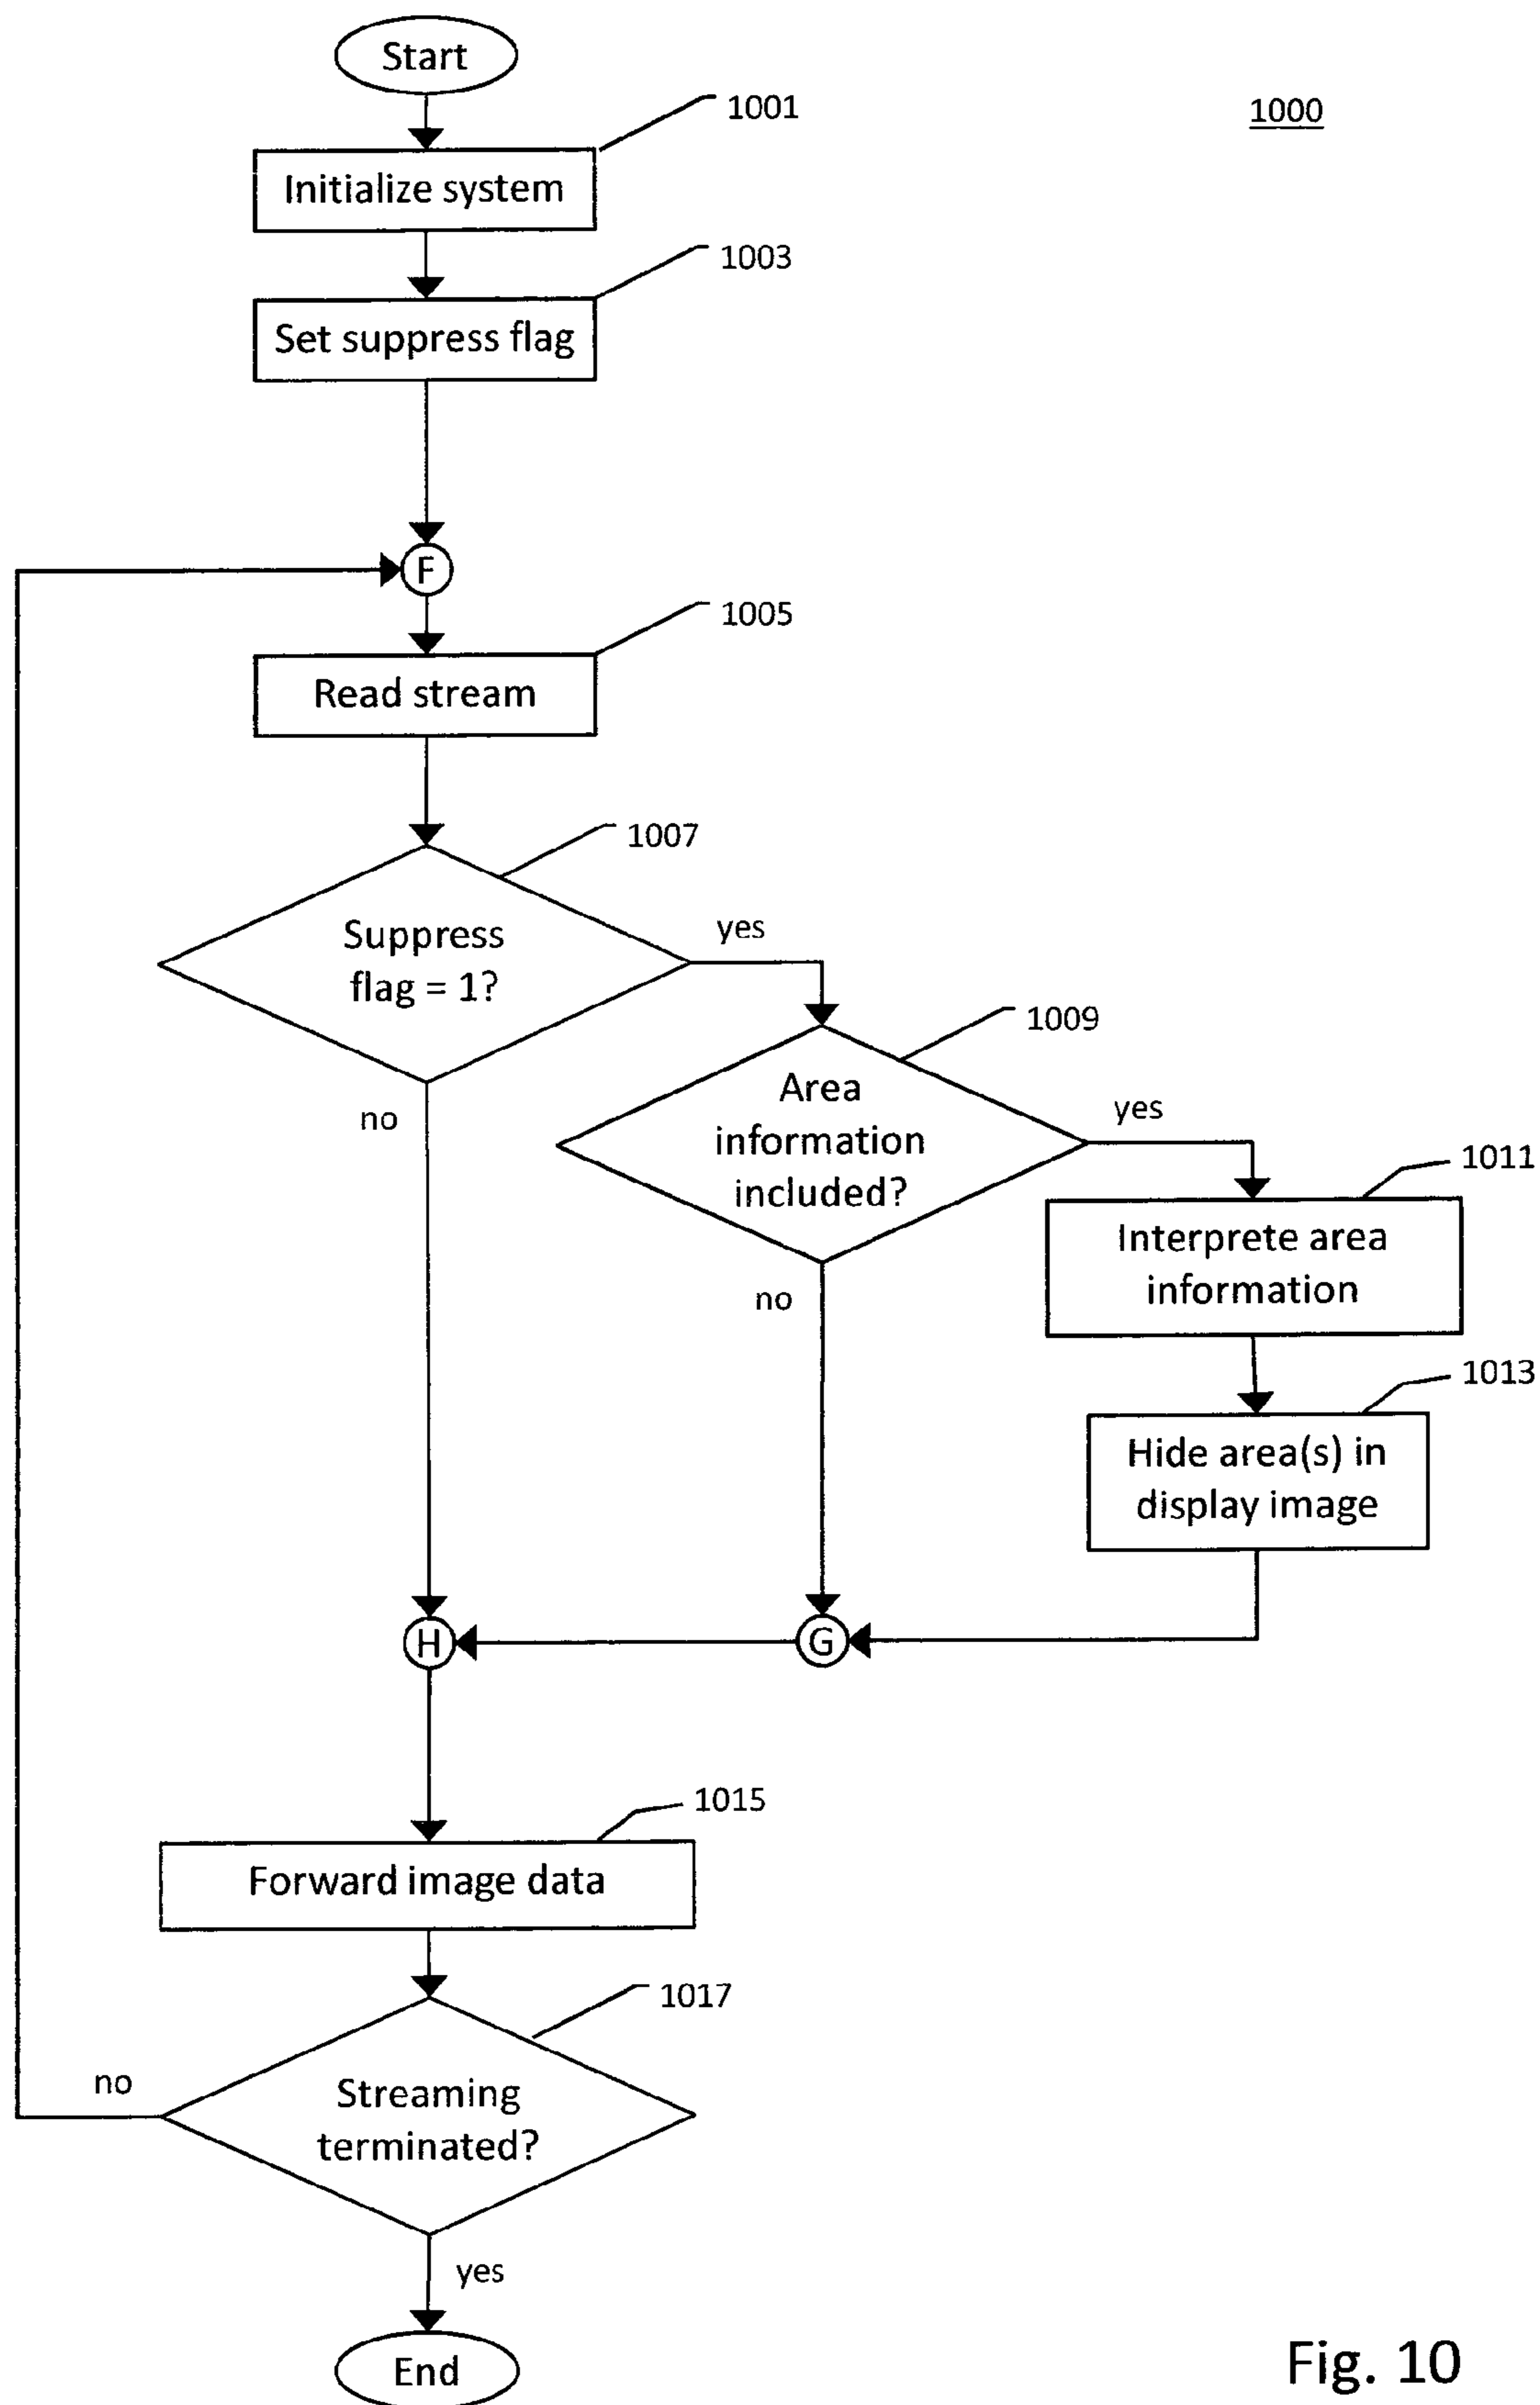 Start
1001
1000
Initialize system
1003
Set suppress flag
F
1005
Read stream
1007
Suppress
flag = 1?
yes
no
1009
Area
information
included?
yes
no
1011
Interprete area
information
1013
Hide area(s) in
display image
H
G
1015
Forward image data
1017
Streaming
terminated?
no
yes
End
Fig. 10